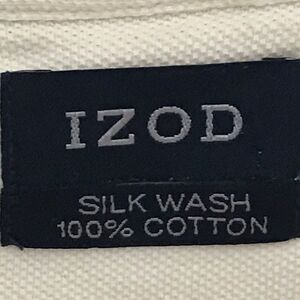 IZOD
SILK WASH
100% COTTON